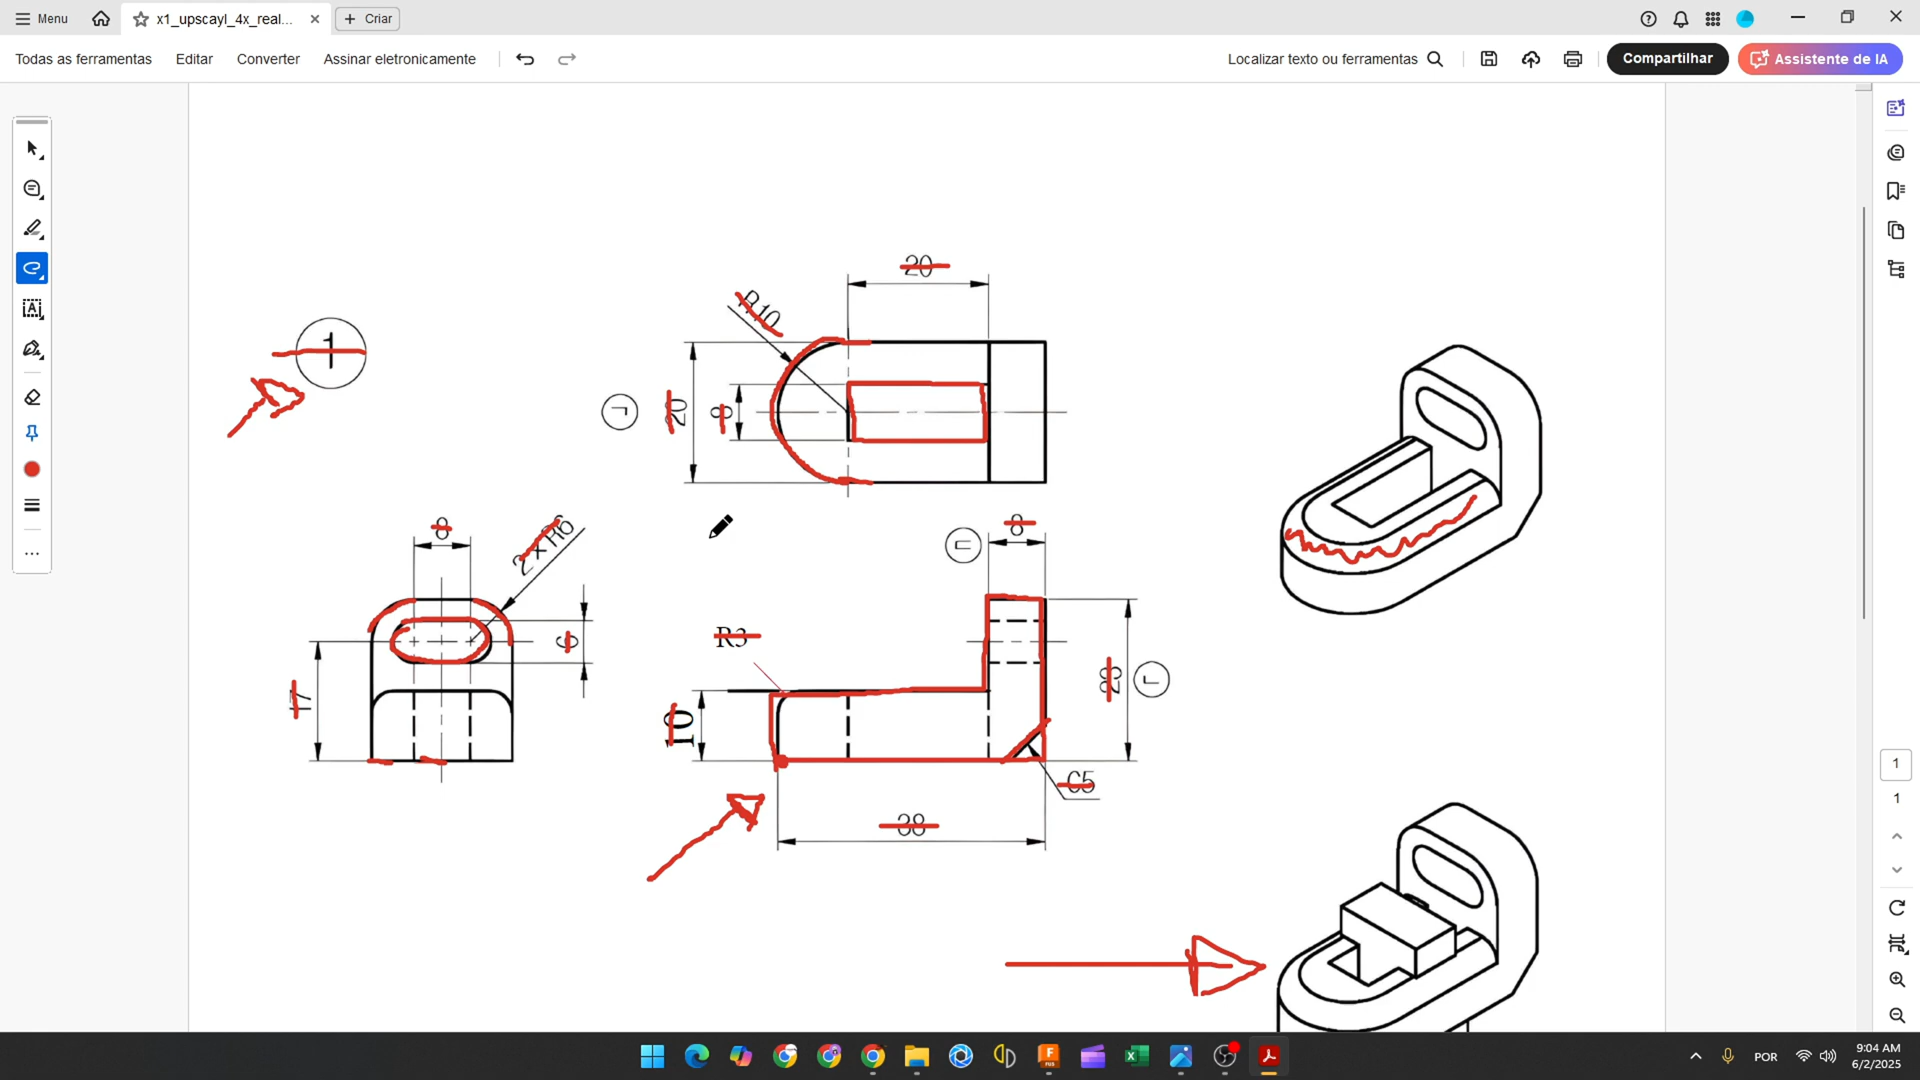 Menu
x1_upscayl_4x_real...
Criar
Todas as ferramentas
Editar
Converter
Assinar eletronicamente
Localizar texto ou ferramentas
Compartilhar
Assistente de IA
20
R10
1
20
8
8
2×R6
8
6
R3
17
10
28
C5
38
1
1
POR
9:04 AM
6/2/2025